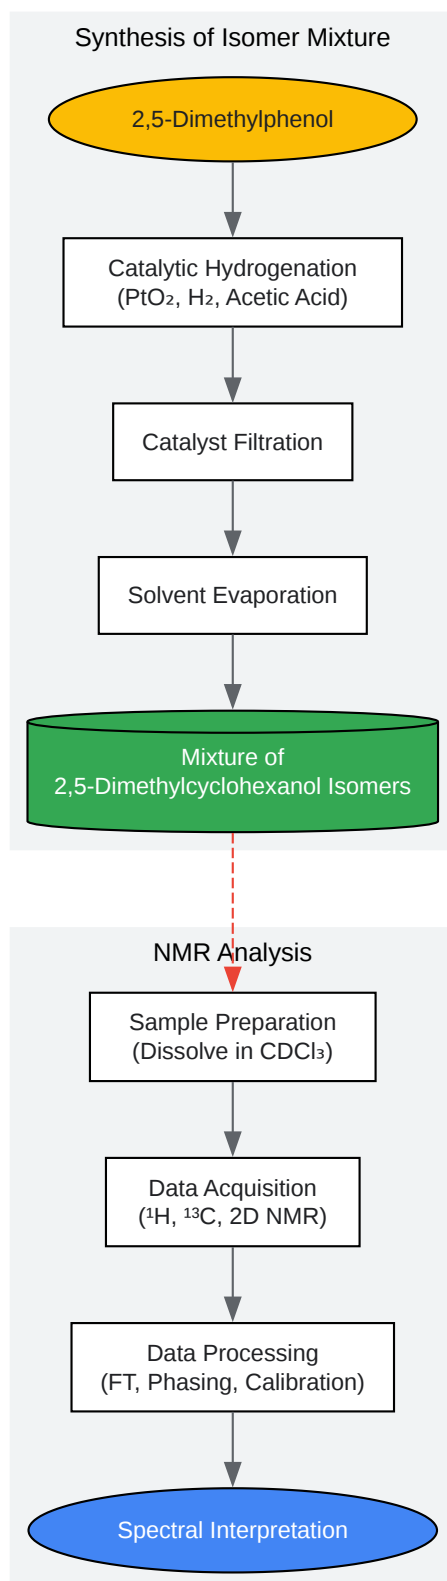 Synthesis of Isomer Mixture
2,5-Dimethylphenol
Catalytic Hydrogenation
(PtO₂, H₂, Acetic Acid)
Catalyst Filtration
Solvent Evaporation
Mixture of
2,5-Dimethylcyclohexanol Isomers
NMR Analysis
Sample Preparation
(Dissolve in CDCl₃)
Data Acquisition
(¹H, ¹³C, 2D NMR)
Data Processing
(FT, Phasing, Calibration)
Spectral Interpretation